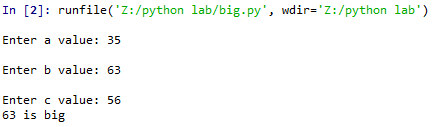 In [2]: runfile('Z:/python lab/big.py', wdir='Z:/python lab')
Enter a value: 35
Enter b value: 63
Enter c value: 56
63 is big